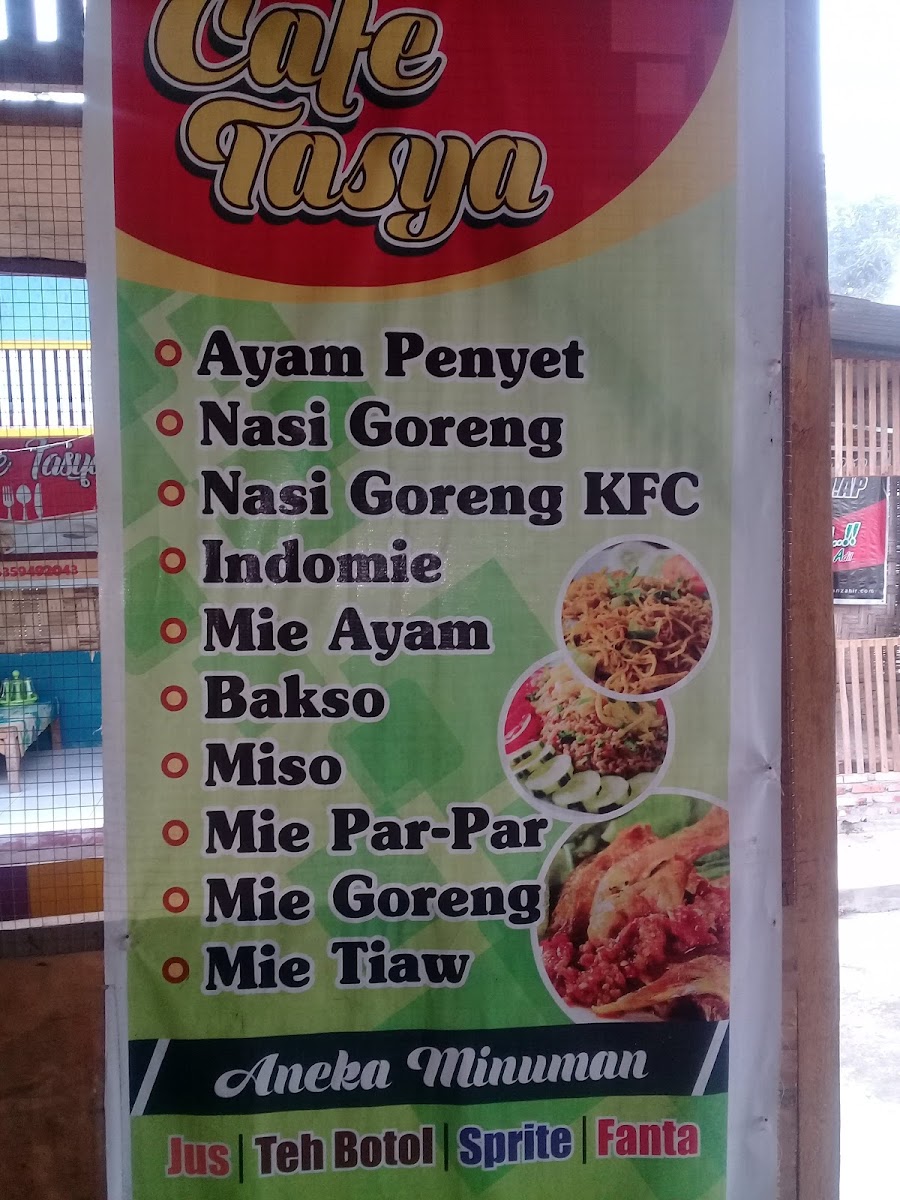 Cafe
Tasya
Ayam Penyet
Nasi Goreng
Nasi Goreng KFC
Indomie
Mie Ayam
Bakso
Miso
Mie Par-Par
Mie Goreng
Mie Tiaw
Aneka Minuman
Jus | Teh Botol | Sprite | Fanta
Tasya